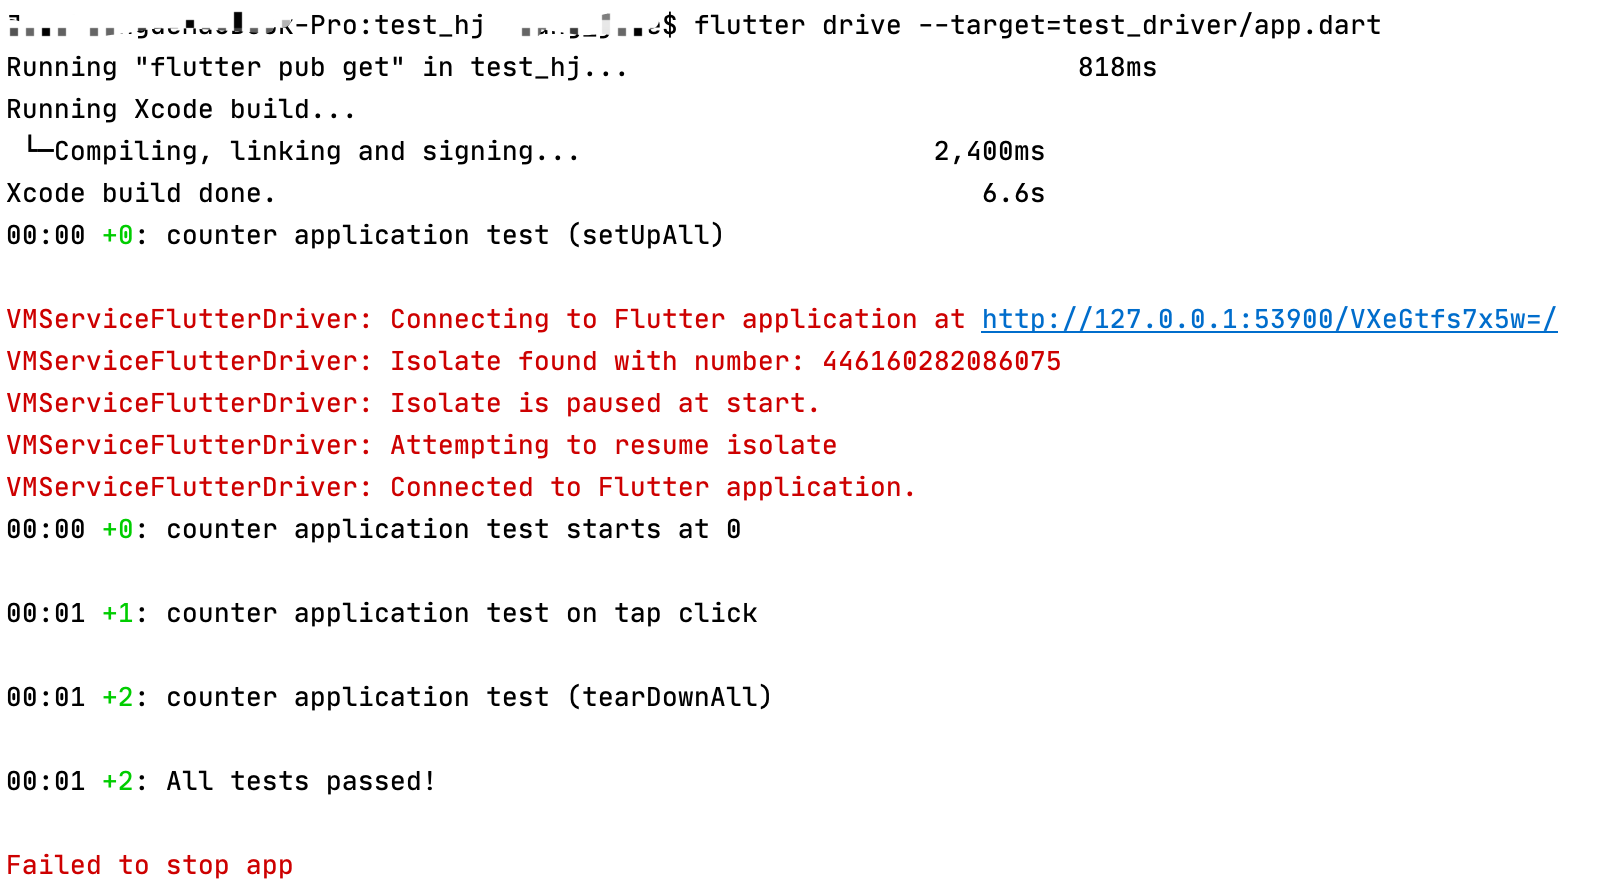 -Pro:test_hj $ flutter drive --target=test_driver/app.dart
Running "flutter pub get" in test_hj... 818ms
Running Xcode build...
└─Compiling, linking and signing... 2,400ms
Xcode build done. 6.6s
00:00 +0: counter application test (setUpAll)
VMServiceFlutterDriver: Connecting to Flutter application at http://127.0.0.1:53900/VXeGtfs7x5w=/
VMServiceFlutterDriver: Isolate found with number: 446160282086075
VMServiceFlutterDriver: Isolate is paused at start.
VMServiceFlutterDriver: Attempting to resume isolate
VMServiceFlutterDriver: Connected to Flutter application.
00:00 +0: counter application test starts at 0
00:01 +1: counter application test on tap click
00:01 +2: counter application test (tearDownAll)
00:01 +2: All tests passed!
Failed to stop app